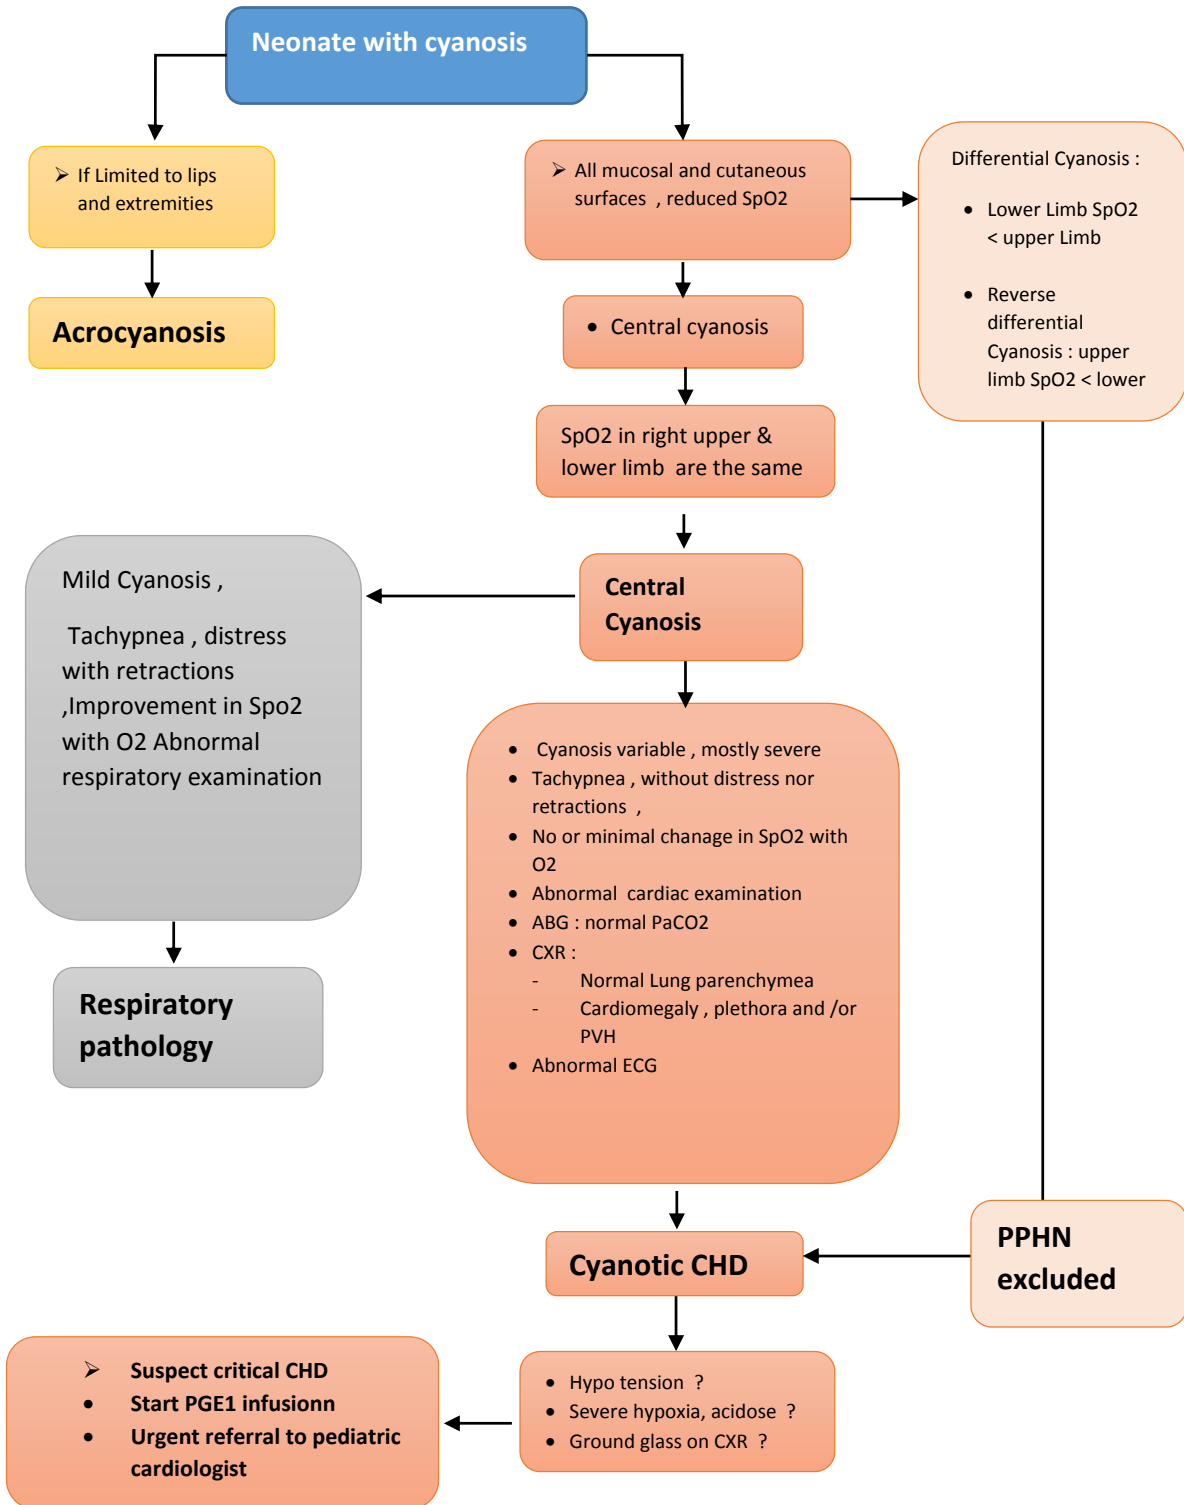 Neonate with cyanosis
➢ If Limited to lips
and extremities
Acrocyanosis
➢ All mucosal and cutaneous
surfaces , reduced SpO2
Differential Cyanosis :
• Lower Limb SpO2
< upper Limb
• Reverse
differential
Cyanosis : upper
limb SpO2 < lower
• Central cyanosis
SpO2 in right upper &
lower limb are the same
Central
Cyanosis
Mild Cyanosis ,
Tachypnea , distress
with retractions
,Improvement in Spo2
with O2 Abnormal
respiratory examination
Respiratory
pathology
• Cyanosis variable , mostly severe
• Tachypnea , without distress nor
retractions ,
• No or minimal chanage in SpO2 with
O2
• Abnormal cardiac examination
• ABG : normal PaCO2
• CXR :
- Normal Lung parenchymea
- Cardiomegaly , plethora and /or
PVH
• Abnormal ECG
PPHN
excluded
Cyanotic CHD
• Hypo tension ?
• Severe hypoxia, acidose ?
• Ground glass on CXR ?
➢ Suspect critical CHD
• Start PGE1 infusionn
• Urgent referral to pediatric
cardiologist